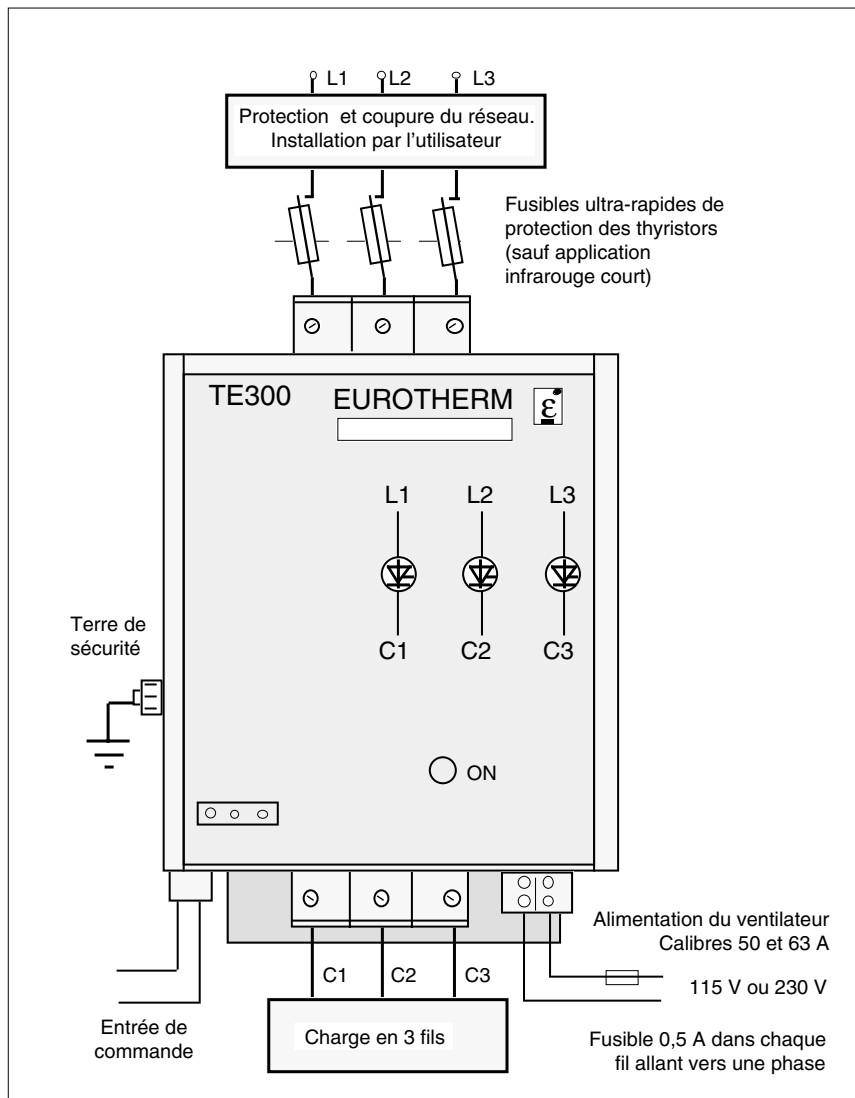 L1 L2 L3
Protection et coupure du réseau.
Installation par l'utilisateur
Fusibles ultra-rapides de
protection des thyristors
(sauf application
infrarouge court)
TE300 EUROTHERM ε
L1 L2 L3
C1 C2 C3
Terre de
sécurité
ON
Alimentation du ventilateur
Calibres 50 et 63 A
115 V ou 230 V
Fusible 0,5 A dans chaque
fil allant vers une phase
C1 C2 C3
Entrée de
commande
Charge en 3 fils